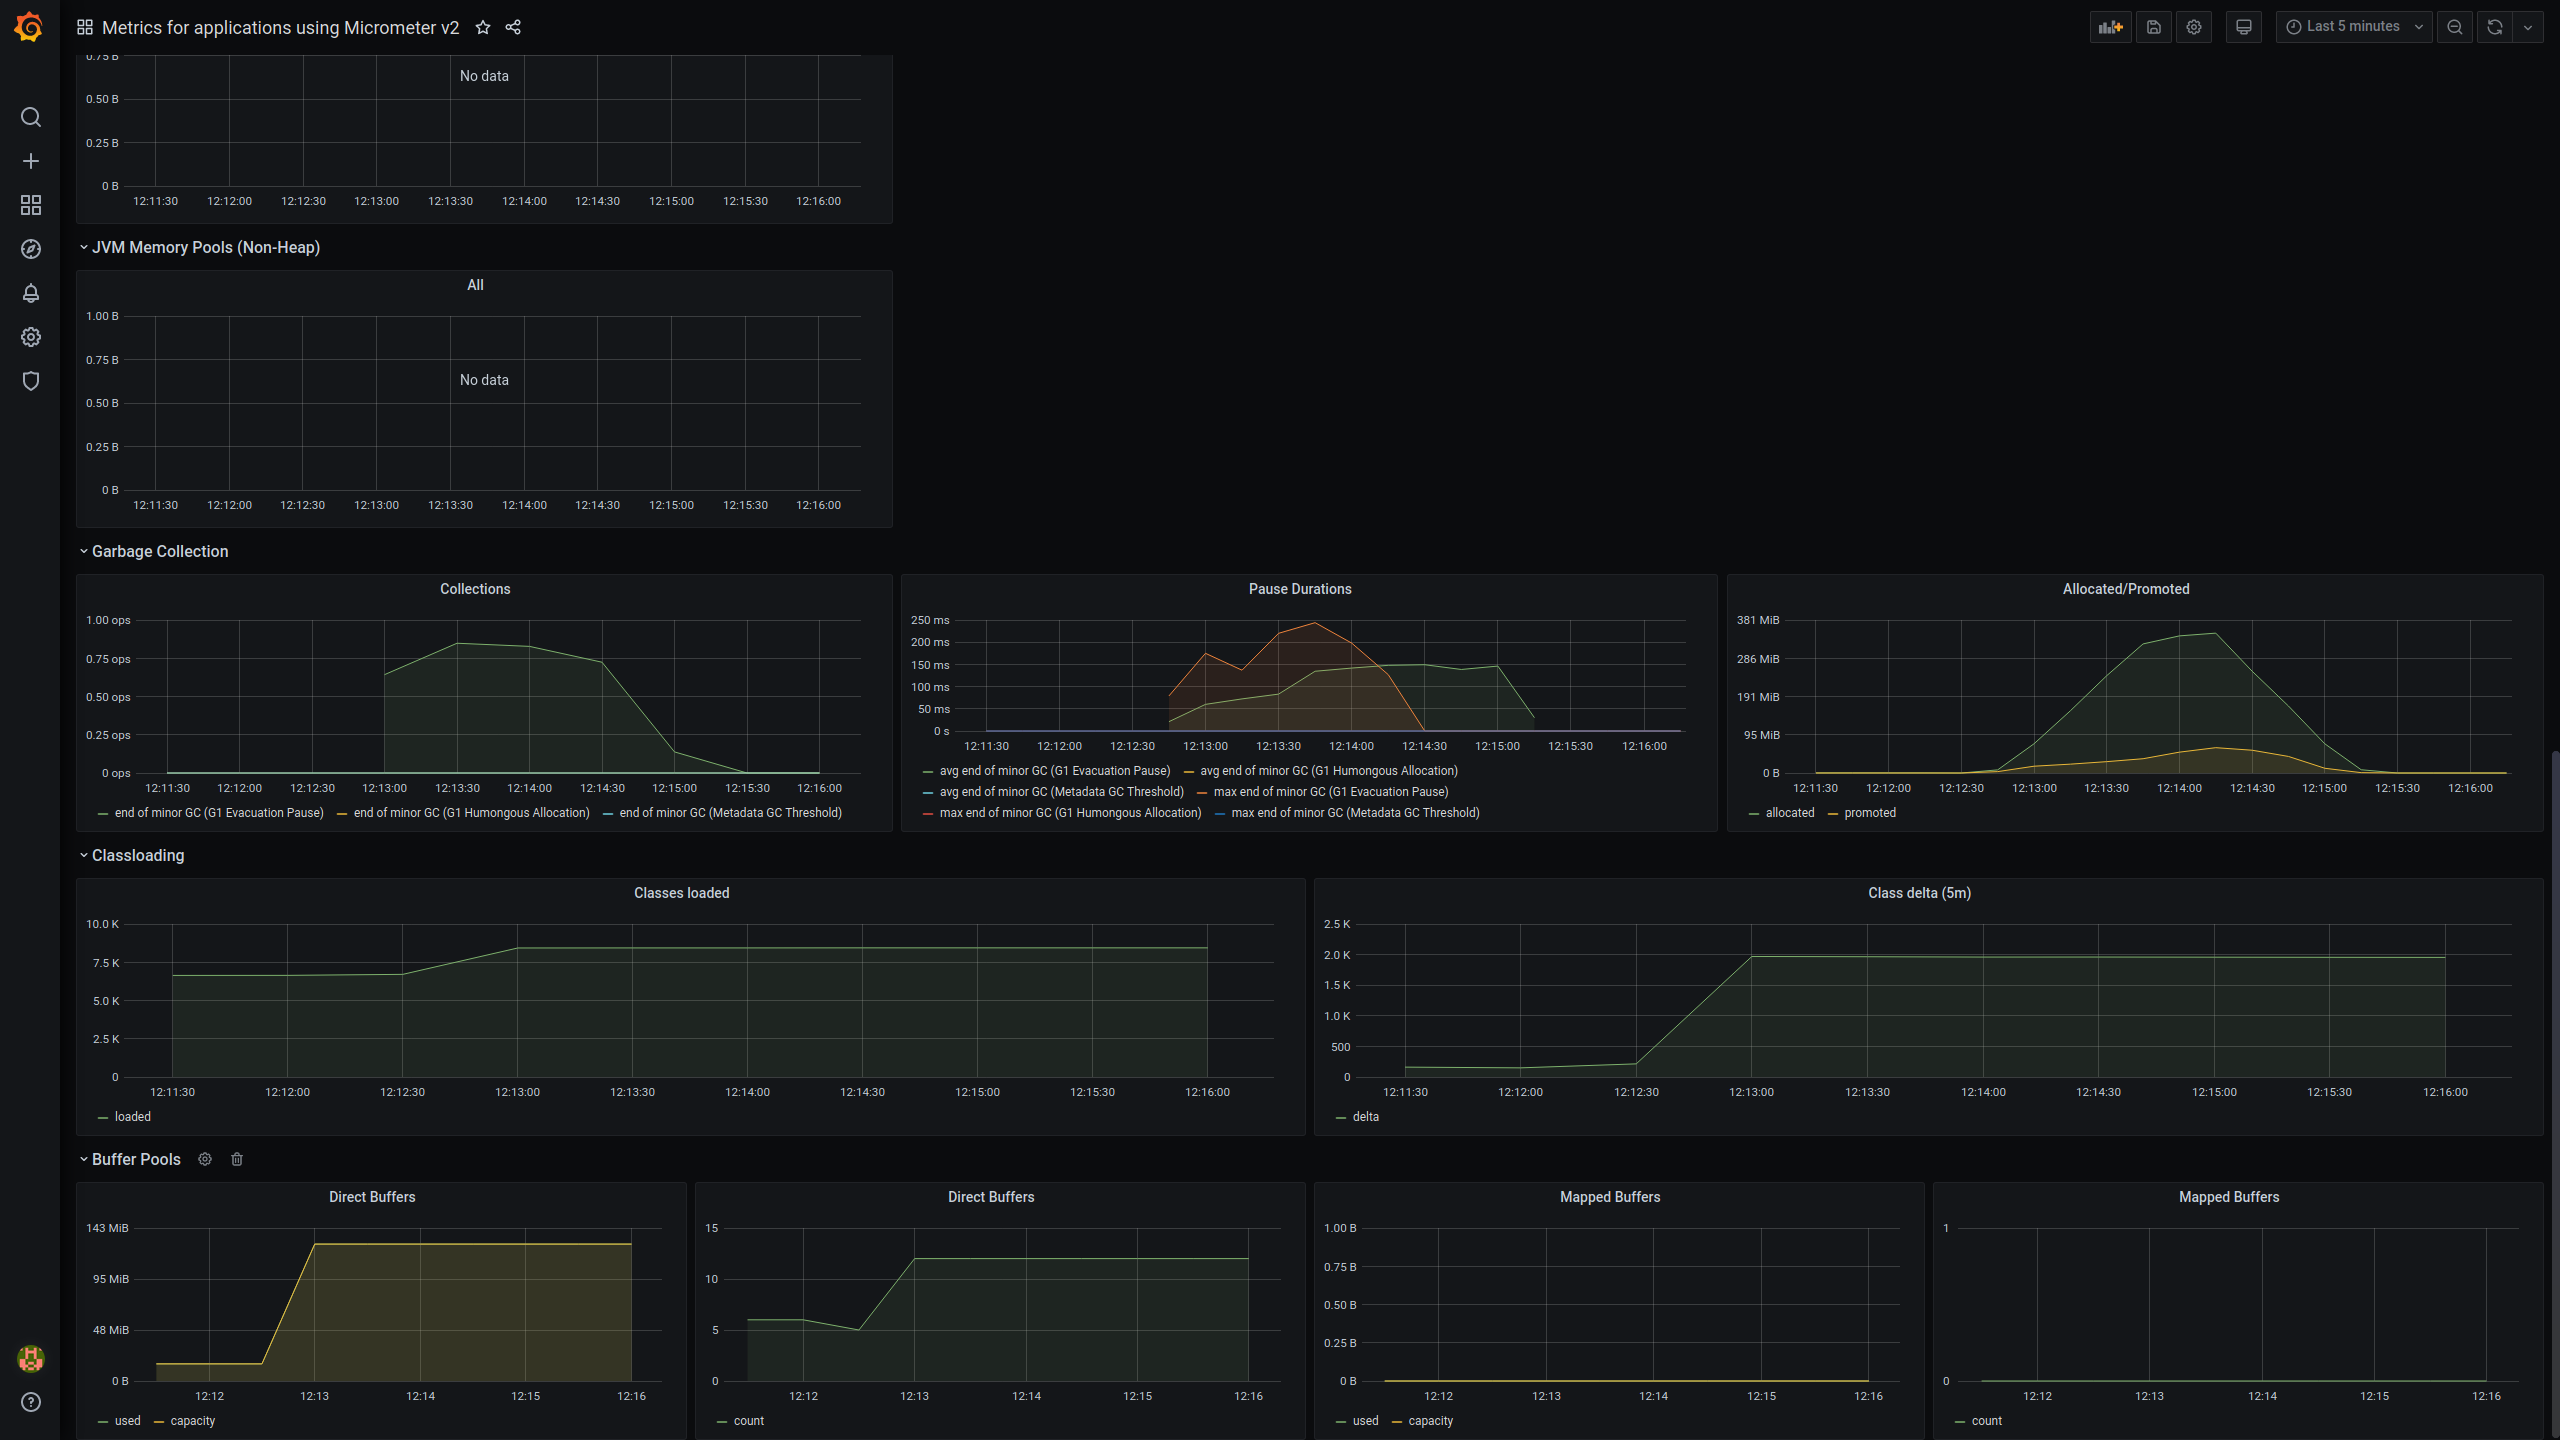 Metrics for applications using Micrometer v2
Last 5 minutes
0.75 B
No data
0.50 B
0.25 B
0 B
12:11:30 12:12:00 12:12:30 12:13:00 12:13:30 12:14:00 12:14:30 12:15:00 12:15:30 12:16:00
JVM Memory Pools (Non-Heap)
All
1.00 B
0.75 B
No data
0.50 B
0.25 B
0 B
12:11:30 12:12:00 12:12:30 12:13:00 12:13:30 12:14:00 12:14:30 12:15:00 12:15:30 12:16:00
Garbage Collection
Collections
1.00 ops
0.75 ops
0.50 ops
0.25 ops
0 ops
12:11:30 12:12:00 12:12:30 12:13:00 12:13:30 12:14:00 12:14:30 12:15:00 12:15:30 12:16:00
end of minor GC (G1 Evacuation Pause) end of minor GC (G1 Humongous Allocation) end of minor GC (Metadata GC Threshold)
Pause Durations
250 ms
200 ms
150 ms
100 ms
50 ms
0 s
12:11:30 12:12:00 12:12:30 12:13:00 12:13:30 12:14:00 12:14:30 12:15:00 12:15:30 12:16:00
avg end of minor GC (G1 Evacuation Pause) avg end of minor GC (G1 Humongous Allocation)
avg end of minor GC (Metadata GC Threshold) max end of minor GC (G1 Evacuation Pause)
max end of minor GC (G1 Humongous Allocation) max end of minor GC (Metadata GC Threshold)
Allocated/Promoted
381 MiB
286 MiB
191 MiB
95 MiB
0 B
12:11:30 12:12:00 12:12:30 12:13:00 12:13:30 12:14:00 12:14:30 12:15:00 12:15:30 12:16:00
allocated promoted
Classloading
Classes loaded
10.0 K
7.5 K
5.0 K
2.5 K
0
12:11:30 12:12:00 12:12:30 12:13:00 12:13:30 12:14:00 12:14:30 12:15:00 12:15:30 12:16:00
loaded
Class delta (5m)
2.5 K
2.0 K
1.5 K
1.0 K
500
0
12:11:30 12:12:00 12:12:30 12:13:00 12:13:30 12:14:00 12:14:30 12:15:00 12:15:30 12:16:00
delta
Buffer Pools
Direct Buffers
143 MiB
95 MiB
48 MiB
0 B
12:12 12:13 12:14 12:15 12:16
used capacity
Direct Buffers
15
10
5
0
12:12 12:13 12:14 12:15 12:16
count
Mapped Buffers
1.00 B
0.75 B
0.50 B
0.25 B
0 B
12:12 12:13 12:14 12:15 12:16
used capacity
Mapped Buffers
1
0
12:12 12:13 12:14 12:15 12:16
count